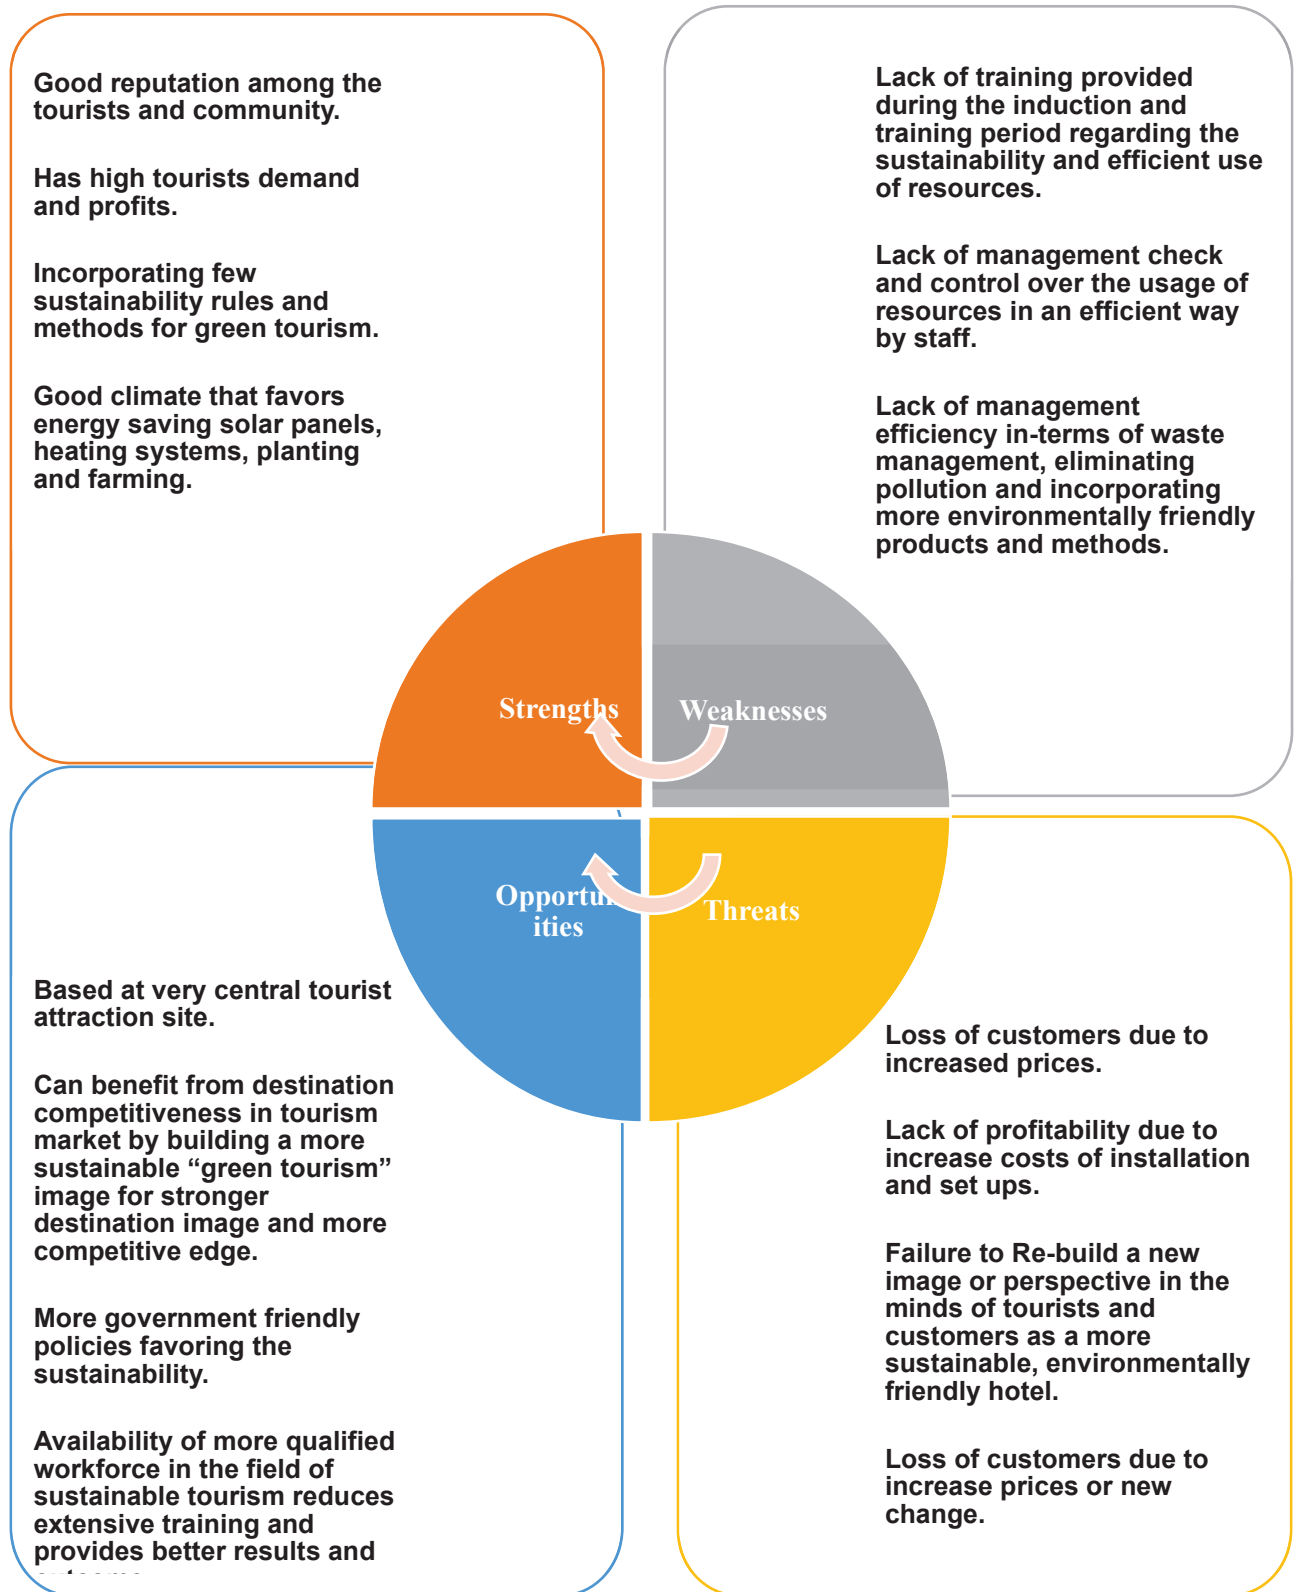 Good reputation among the
tourists and community.
Has high tourists demand
and profits.
Incorporating few
sustainability rules and
methods for green tourism.
Good climate that favors
energy saving solar panels,
heating systems, planting
and farming.
Lack of training provided
during the induction and
training period regarding the
sustainability and efficient use
of resources.
Lack of management check
and control over the usage of
resources in an efficient way
by staff.
Lack of management
efficiency in-terms of waste
management, eliminating
pollution and incorporating
more environmentally friendly
products and methods.
Strengths
Weaknesses
Opportun
ities
Threats
Based at very central tourist
attraction site.
Can benefit from destination
competitiveness in tourism
market by building a more
sustainable “green tourism”
image for stronger
destination image and more
competitive edge.
More government friendly
policies favoring the
sustainability.
Availability of more qualified
workforce in the field of
sustainable tourism reduces
extensive training and
provides better results and
Loss of customers due to
increased prices.
Lack of profitability due to
increase costs of installation
and set ups.
Failure to Re-build a new
image or perspective in the
minds of tourists and
customers as a more
sustainable, environmentally
friendly hotel.
Loss of customers due to
increase prices or new
change.